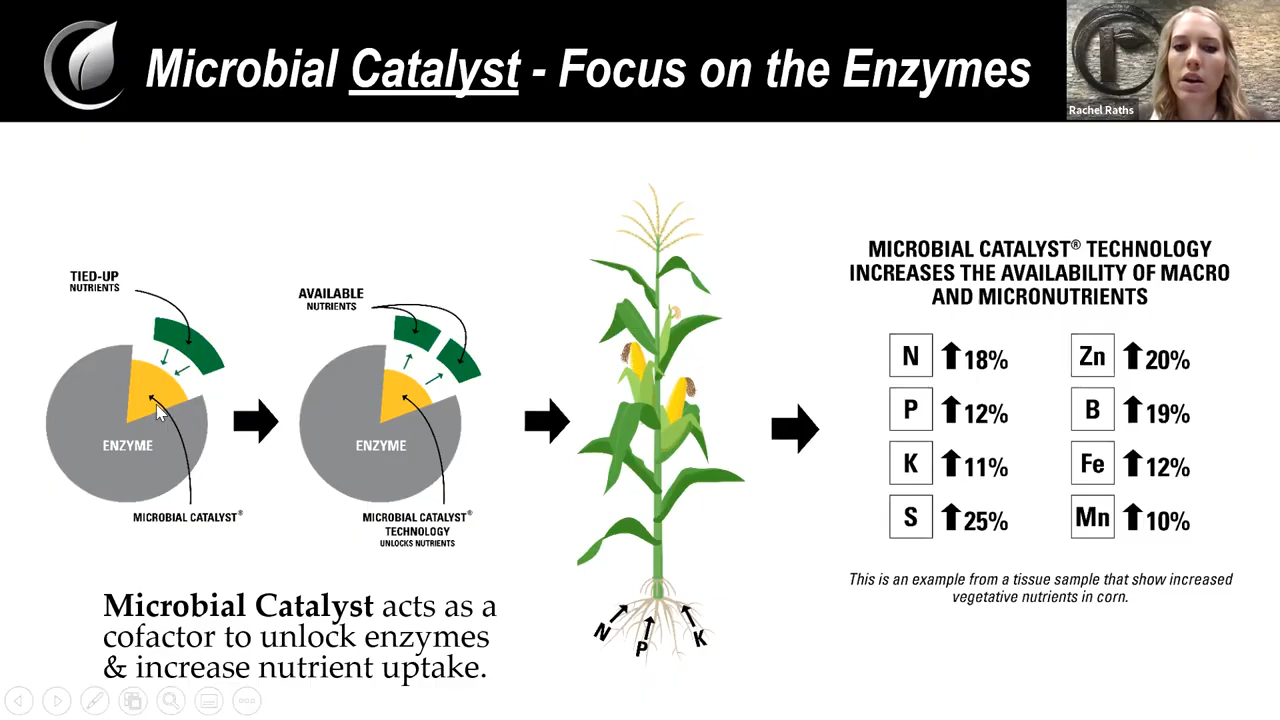 Microbial Catalyst - Focus on the Enzymes
Rachel Raths
TIED-UP
NUTRIENTS
ENZYME
MICROBIAL CATALYST®
AVAILABLE
NUTRIENTS
ENZYME
MICROBIAL CATALYST®
TECHNOLOGY
UNLOCKS NUTRIENTS
Microbial Catalyst acts as a
cofactor to unlock enzymes
& increase nutrient uptake.
N
P
K
MICROBIAL CATALYST® TECHNOLOGY
INCREASES THE AVAILABILITY OF MACRO
AND MICRONUTRIENTS
N 18%
Zn 20%
P 12%
B 19%
K 11%
Fe 12%
S 25%
Mn 10%
This is an example from a tissue sample that show increased
vegetative nutrients in corn.